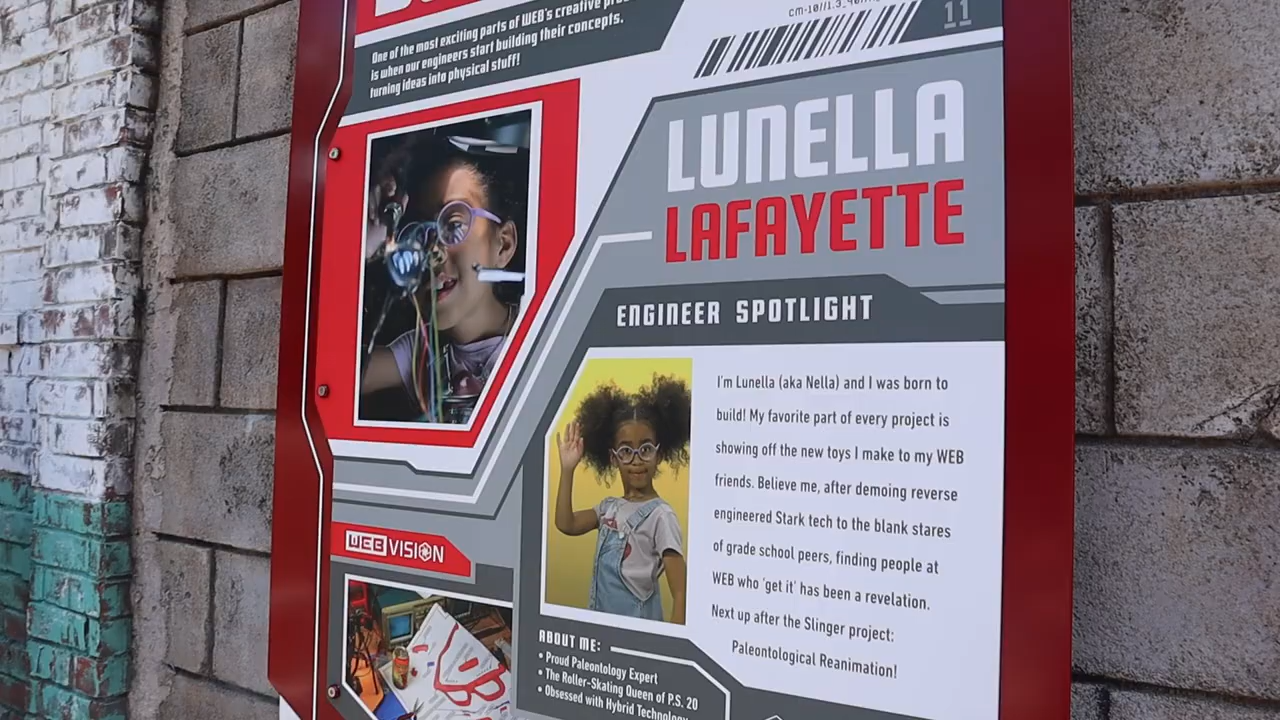 One of the most exciting parts of WEB's creative
is when our engineers start building their concepts,
turning ideas into physical stuff!
11
LUNELLA
LAFAYETTE
ENGINEER SPOTLIGHT
I'm Lunella (aka Nella) and I was born to
build! My favorite part of every project is
showing off the new toys I make to my WEB
friends. Believe me, after demoing reverse
engineered Stark tech to the blank stares
of grade school peers, finding people at
WEB who 'get it' has been a revelation.
Next up after the Slinger project:
Paleontological Reanimation!
WEB VISION
ABOUT ME:
• Proud Paleontology Expert
• The Roller-Skating Queen of P.S. 20
• Obsessed with Hybrid Technology